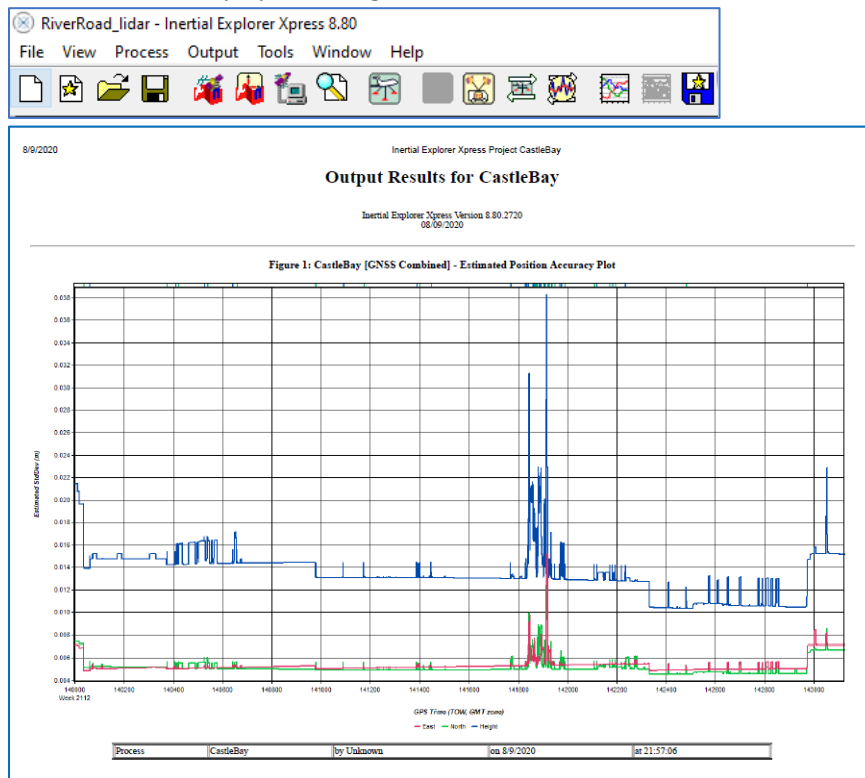 RiverRoad_lidar - Inertial Explorer Xpress 8.80
File View Process Output Tools Window Help
8/9/2020 Inertial Explorer Xpress Project CastleBay
Output Results for CastleBay
Inertial Explorer Xpress Version 8.80.2720
08/09/2020
Figure 1: CastleBay [GNSS Combined] - Estimated Position Accuracy Plot
Estimated StdDev (m)
0.038
0.036
0.034
0.032
0.030
0.028
0.026
0.024
0.022
0.020
0.018
0.016
0.014
0.012
0.010
0.008
0.006
0.004
140000 140200 140400 140600 140800 141000 141200 141400 141600 141800 142000 142200 142400 142600 142800 143000
Week 2112
GPS Time (TOW, GMT zone)
East North Height
Process CastleBay by Unknown on 8/9/2020 at 21:57:06